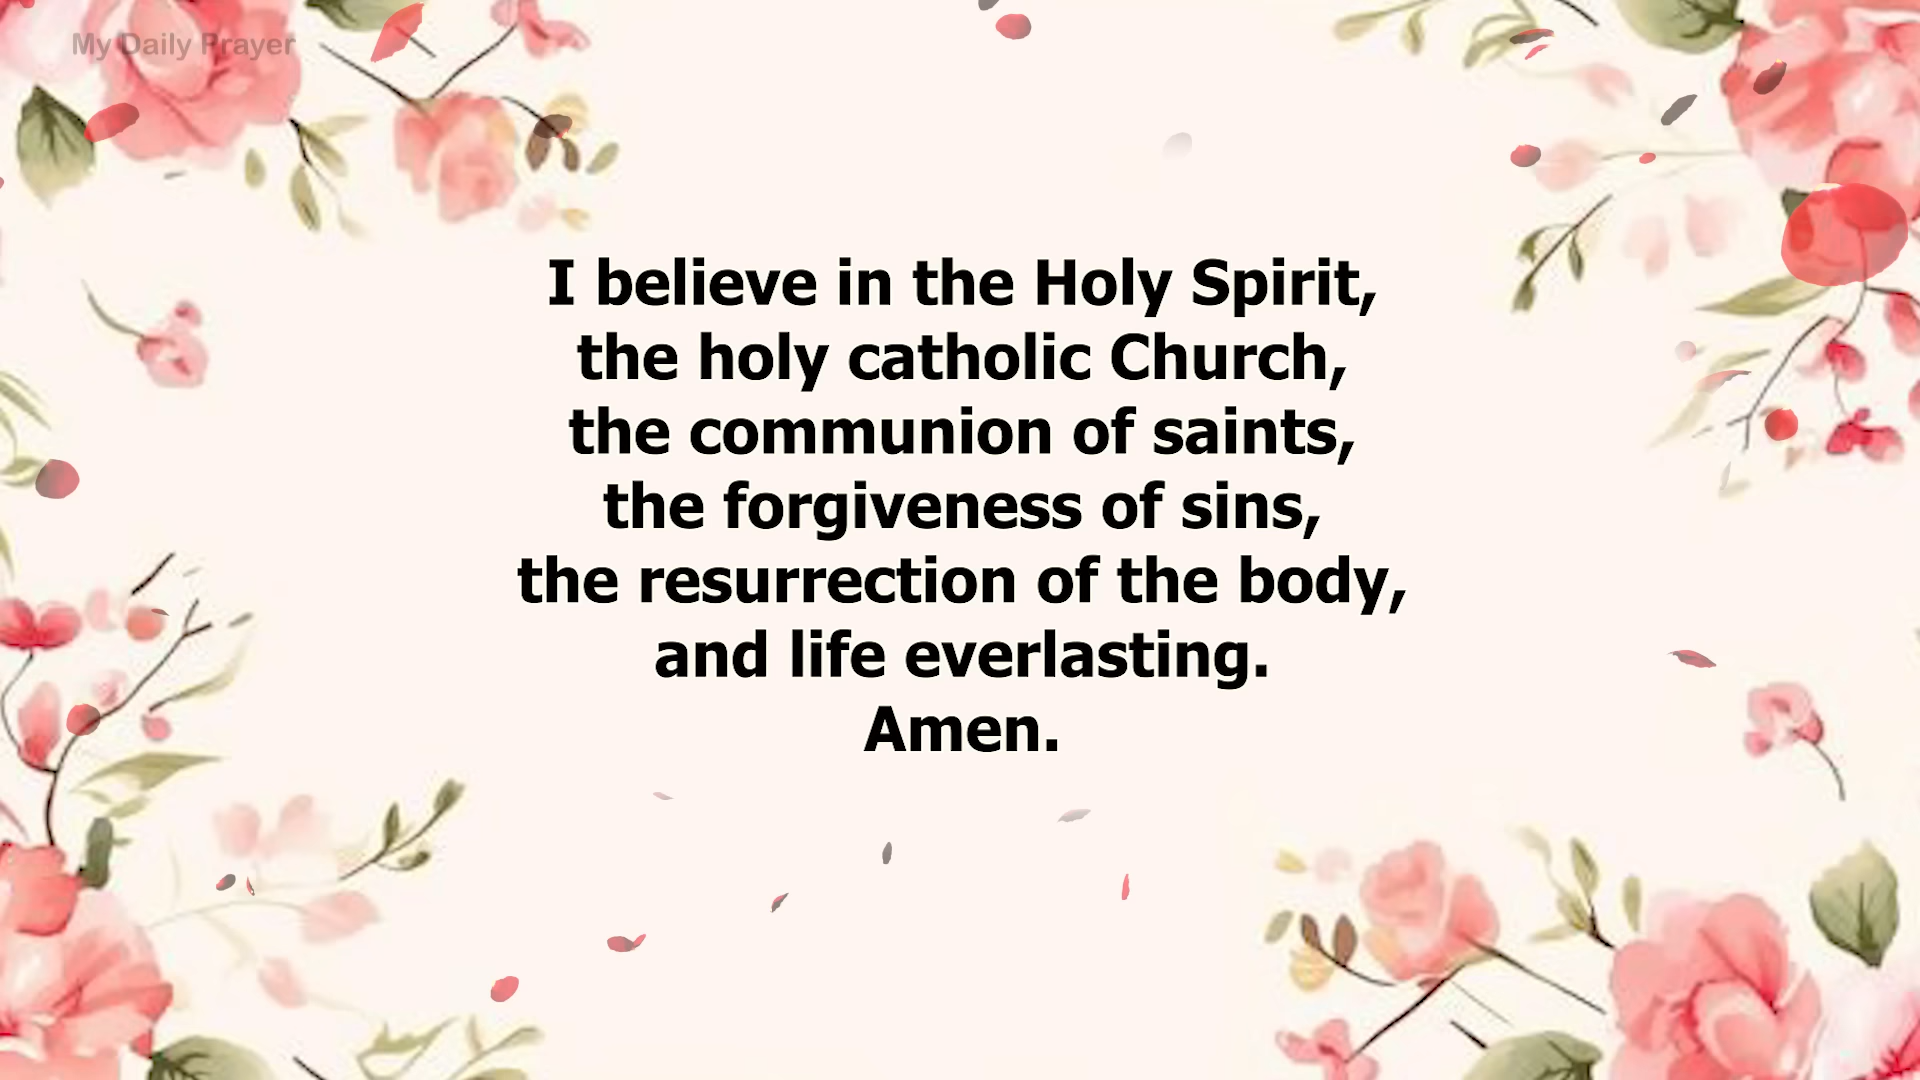 My Daily Prayer
I believe in the Holy Spirit,
the holy catholic Church,
the communion of saints,
the forgiveness of sins,
the resurrection of the body,
and life everlasting.
Amen.